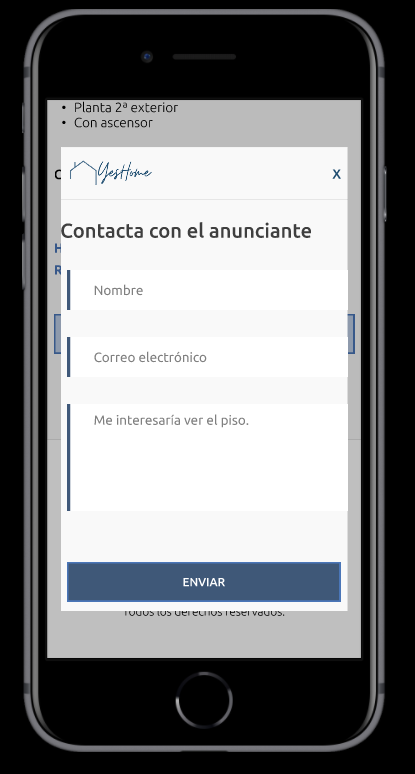 • Planta 2ª exterior
• Con ascensor
YesHome
X
Contacta con el anunciante
Nombre
Correo electrónico
Me interesaría ver el piso.
ENVIAR
Todos los derechos reservados.